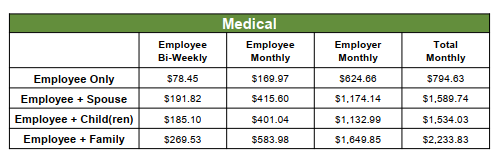 Medical
Employee Bi-Weekly Employee Monthly Employer Monthly Total Monthly
Employee Only $78.45 $169.97 $624.66 $794.63
Employee + Spouse $191.82 $415.60 $1,174.14 $1,589.74
Employee + Child(ren) $185.10 $401.04 $1,132.99 $1,534.03
Employee + Family $269.53 $583.98 $1,649.85 $2,233.83